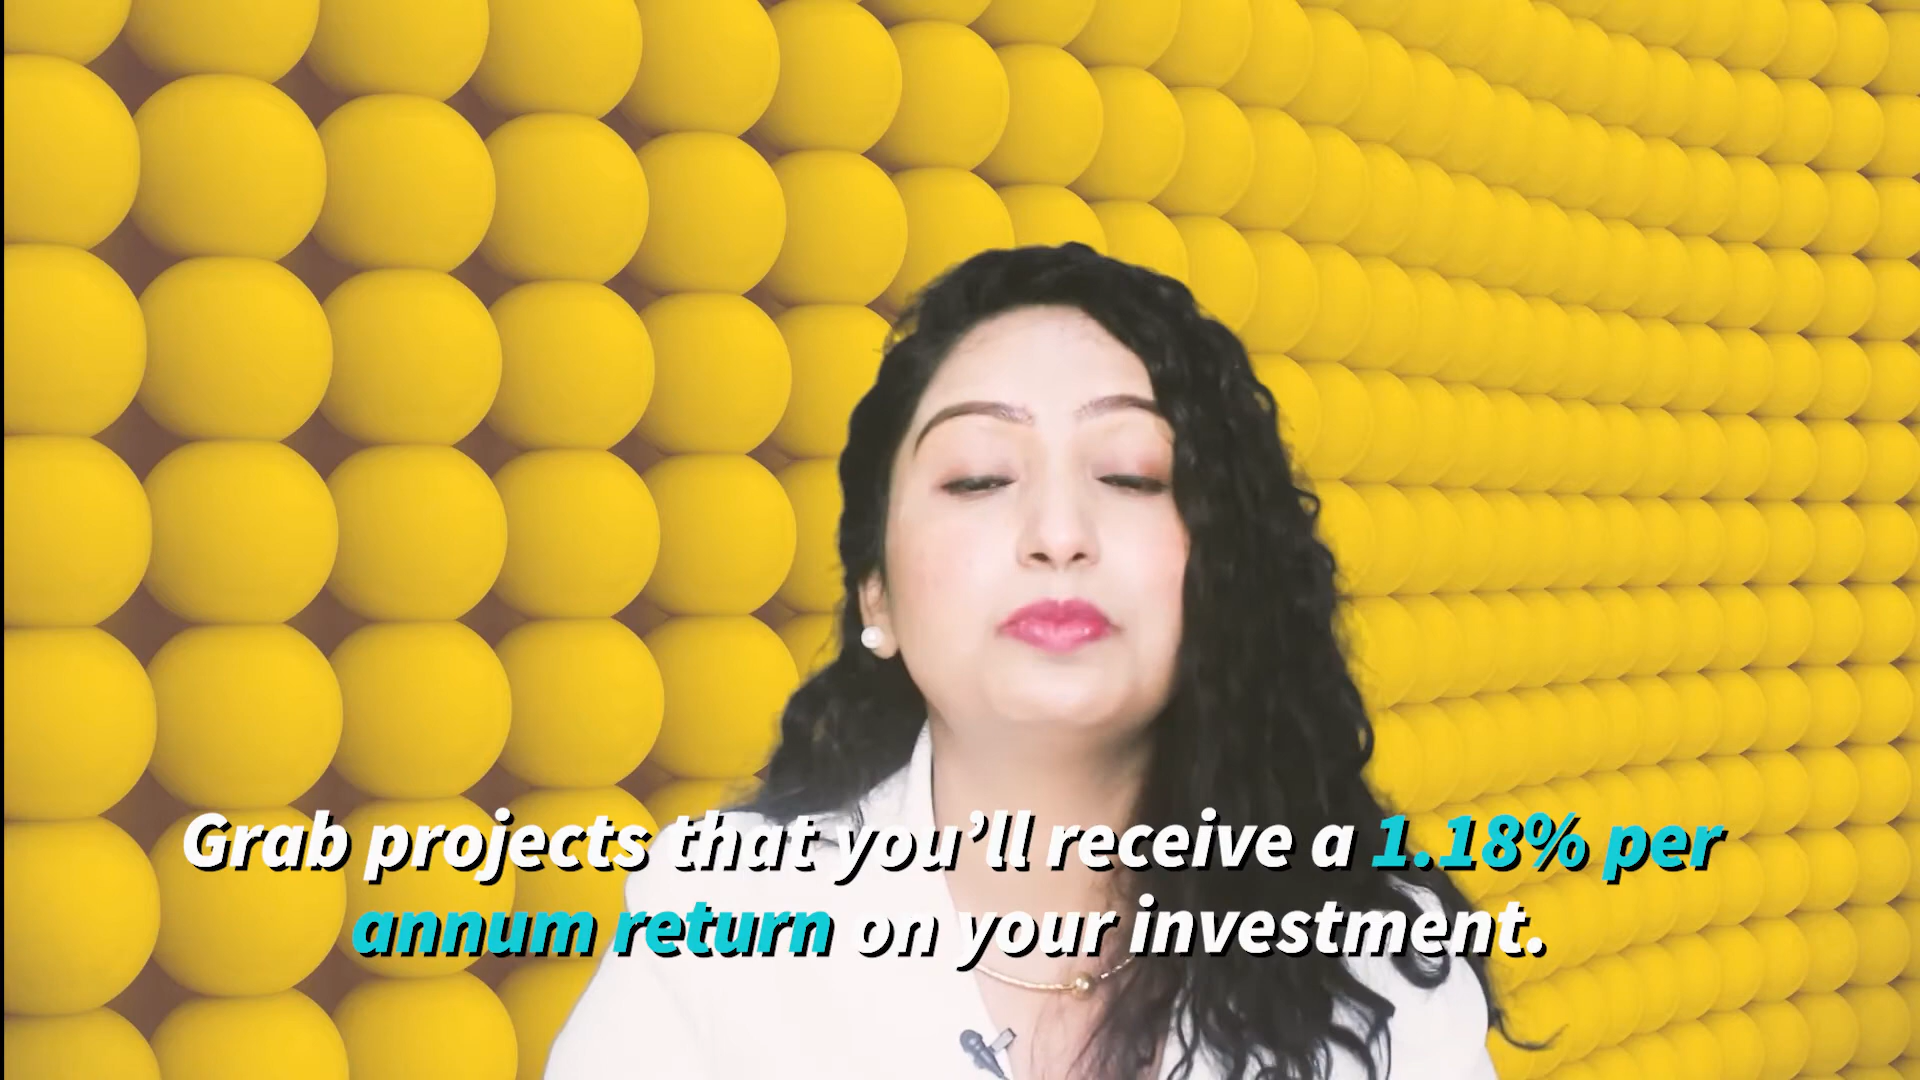 Grab projects that you’ll receive a 1.18% per
annum return on your investment.